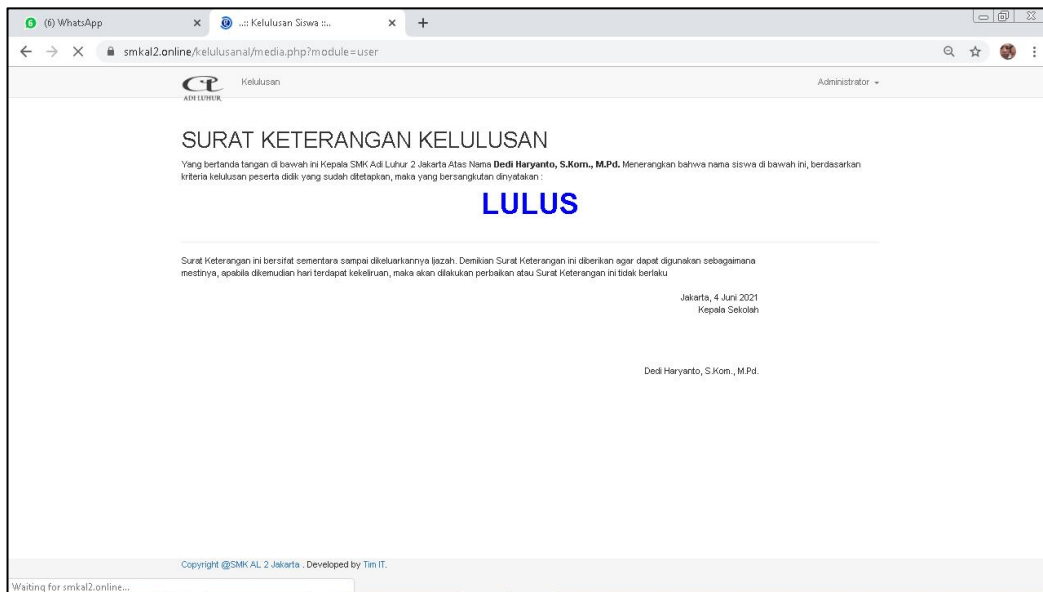 (6) WhatsApp
..:: Kelulusan Siswa ::..
smkal2.online/kelulusanal/media.php?module=user
ADI LUHUR
Kelulusan
Administrator
SURAT KETERANGAN KELULUSAN
Yang bertanda tangan di bawah ini Kepala SMK Adi Luhur 2 Jakarta Atas Nama Dedi Haryanto, S.Kom., M.Pd. Menerangkan bahwa nama siswa di bawah ini, berdasarkan
kriteria kelulusan peserta didik yang sudah ditetapkan, maka yang bersangkutan dinyatakan :
LULUS
Surat Keterangan ini bersifat sementara sampai dikeluarkannya Ijazah. Demikian Surat Keterangan ini diberikan agar dapat digunakan sebagaimana
mestinya, apabila dikemudian hari terdapat kekeliruan, maka akan dilakukan perbaikan atau Surat Keterangan ini tidak berlaku
Jakarta, 4 Juni 2021
Kepala Sekolah
Dedi Haryanto, S.Kom., M.Pd.
Copyright @SMK AL 2 Jakarta . Developed by Tim IT.
Waiting for smkal2.online...